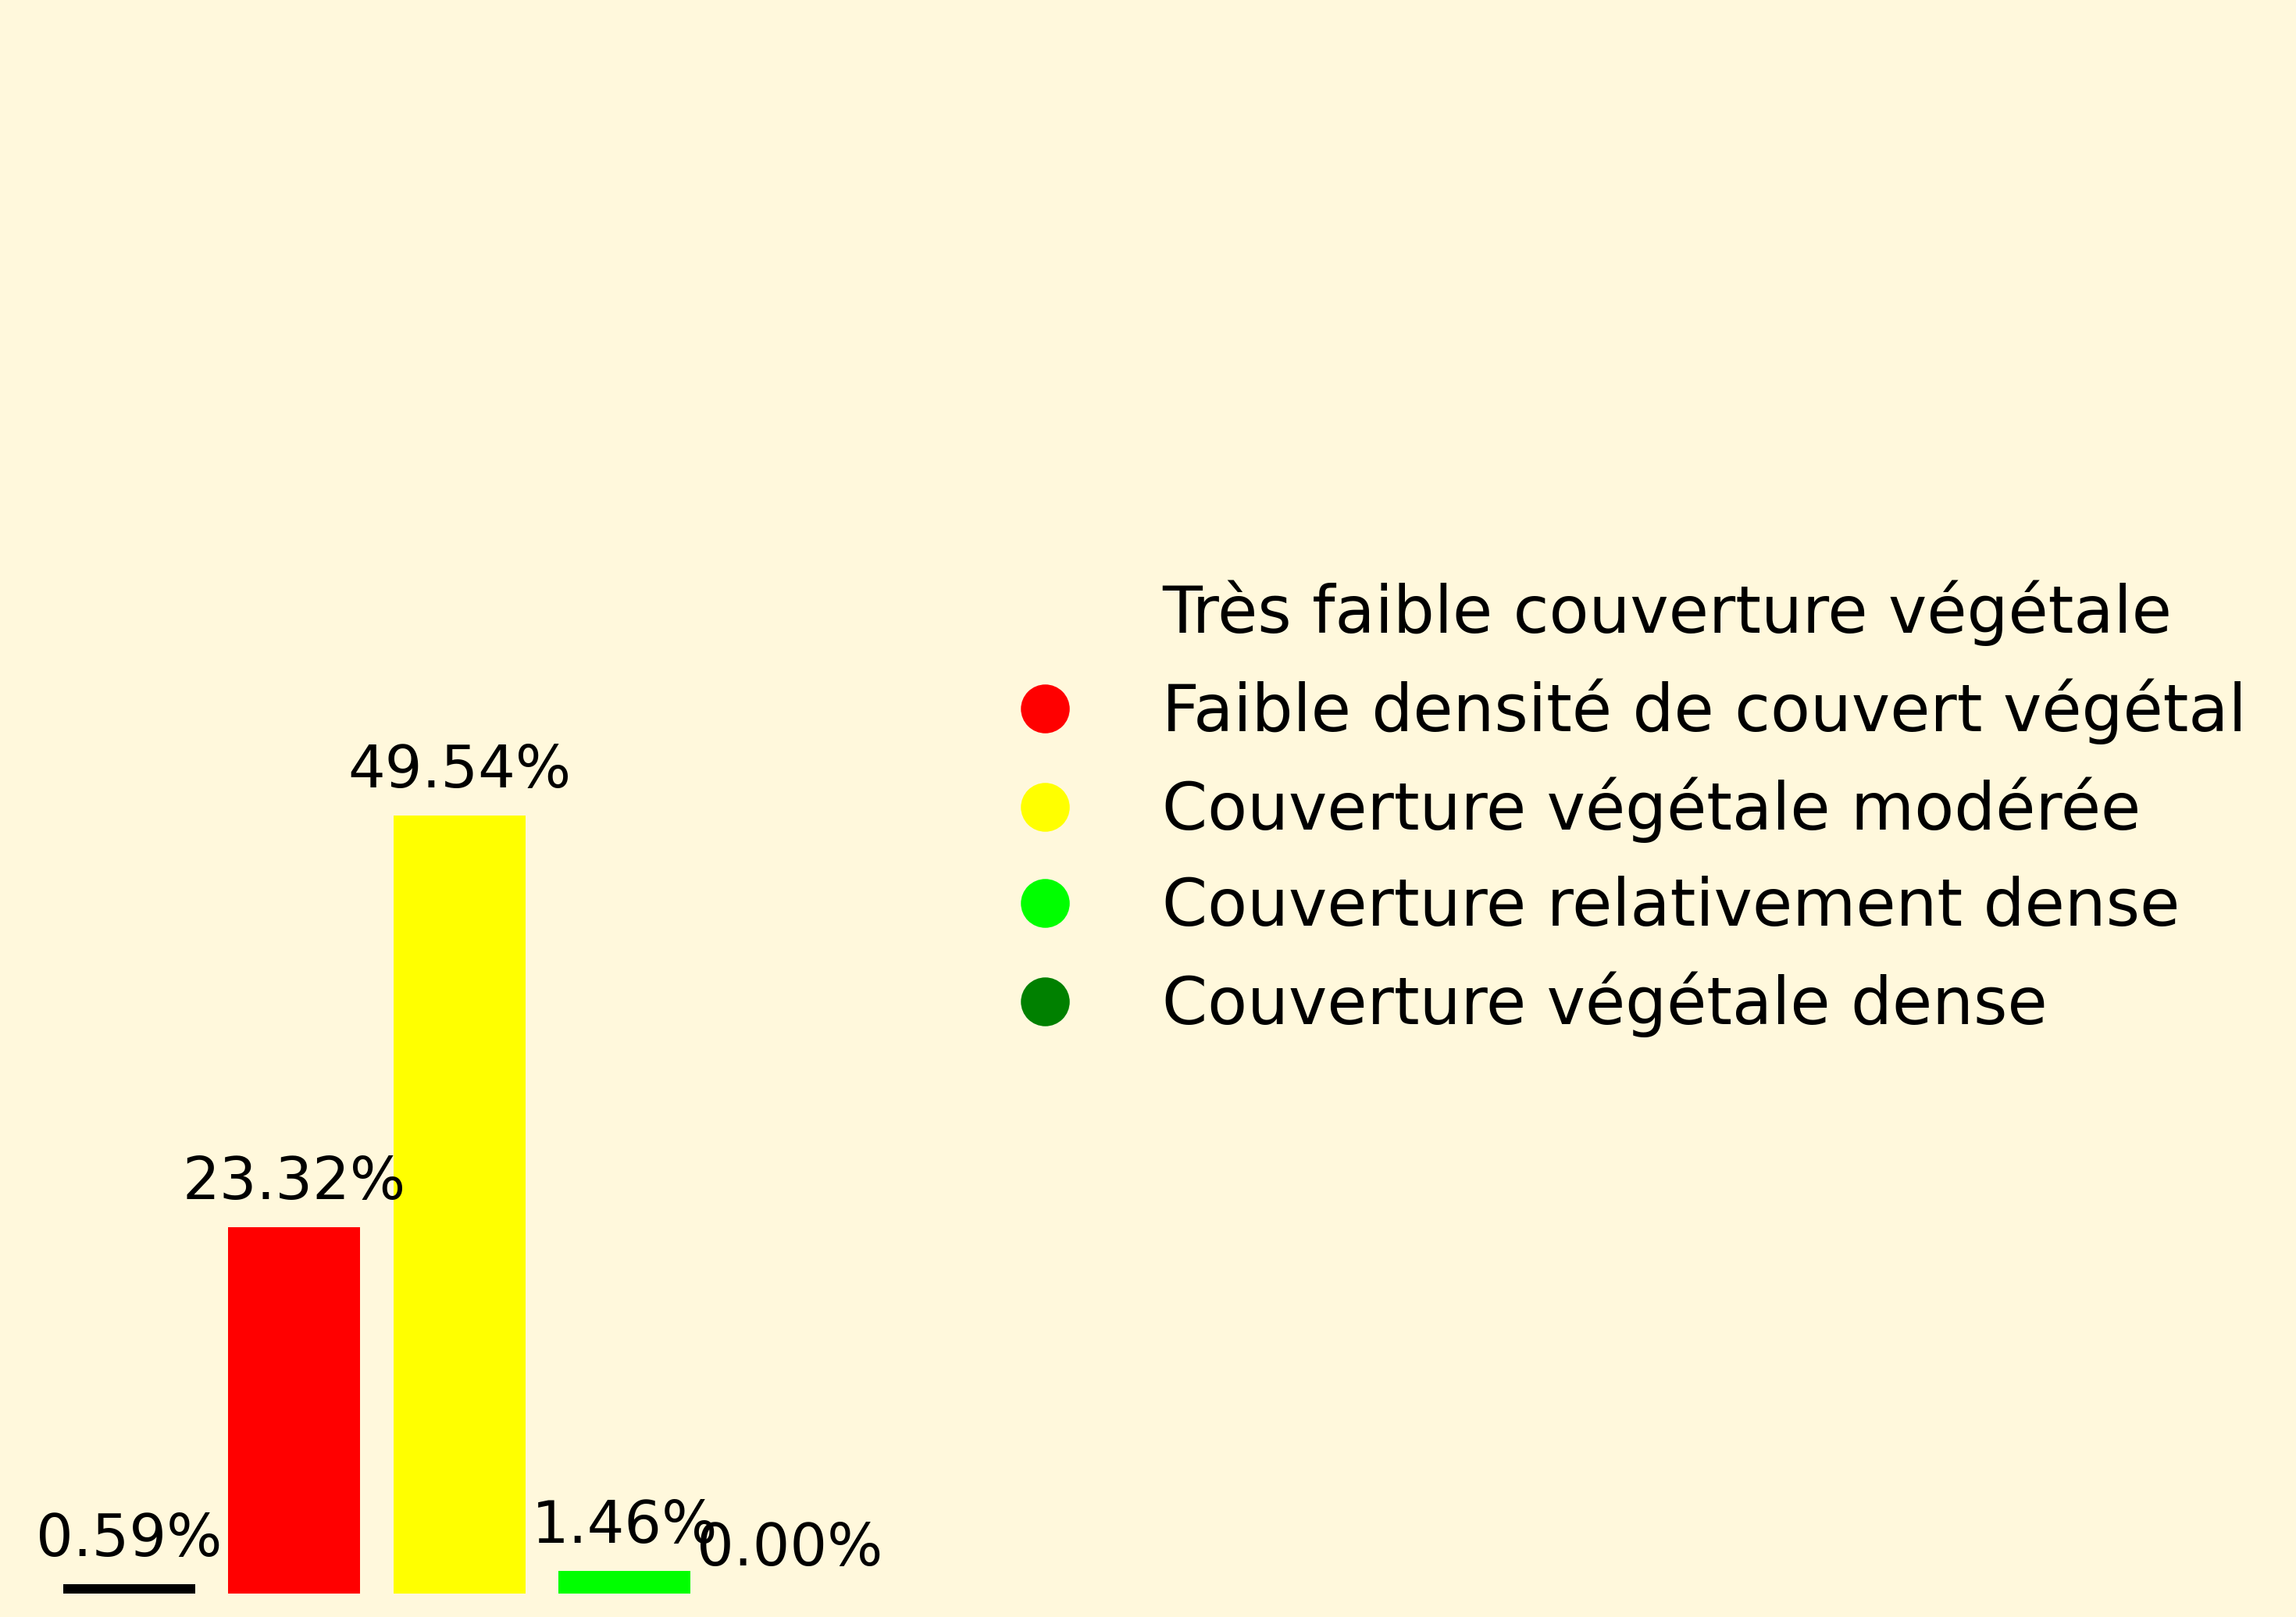 Très faible couverture végétale
Faible densité de couvert végétal
49.54%
Couverture végétale modérée
Couverture relativement dense
Couverture végétale dense
23.32%
0.59%
1.46%
0.00%